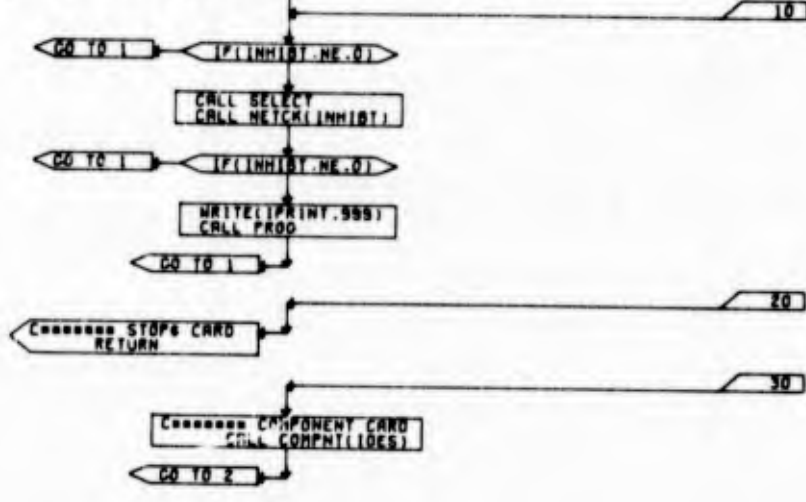 10
GO TO 1
IF(INHIBT.NE.0)
CALL SELECT
CALL NETCK(INHIBT)
GO TO 1
IF(INHIBT.NE.0)
WRITE(IPRINT.999)
CALL PROD
GO TO 1
20
C******** STOP& CARD
RETURN
30
C******** COMPONENT CARD
CALL COMPNT(IDES)
GO TO 2